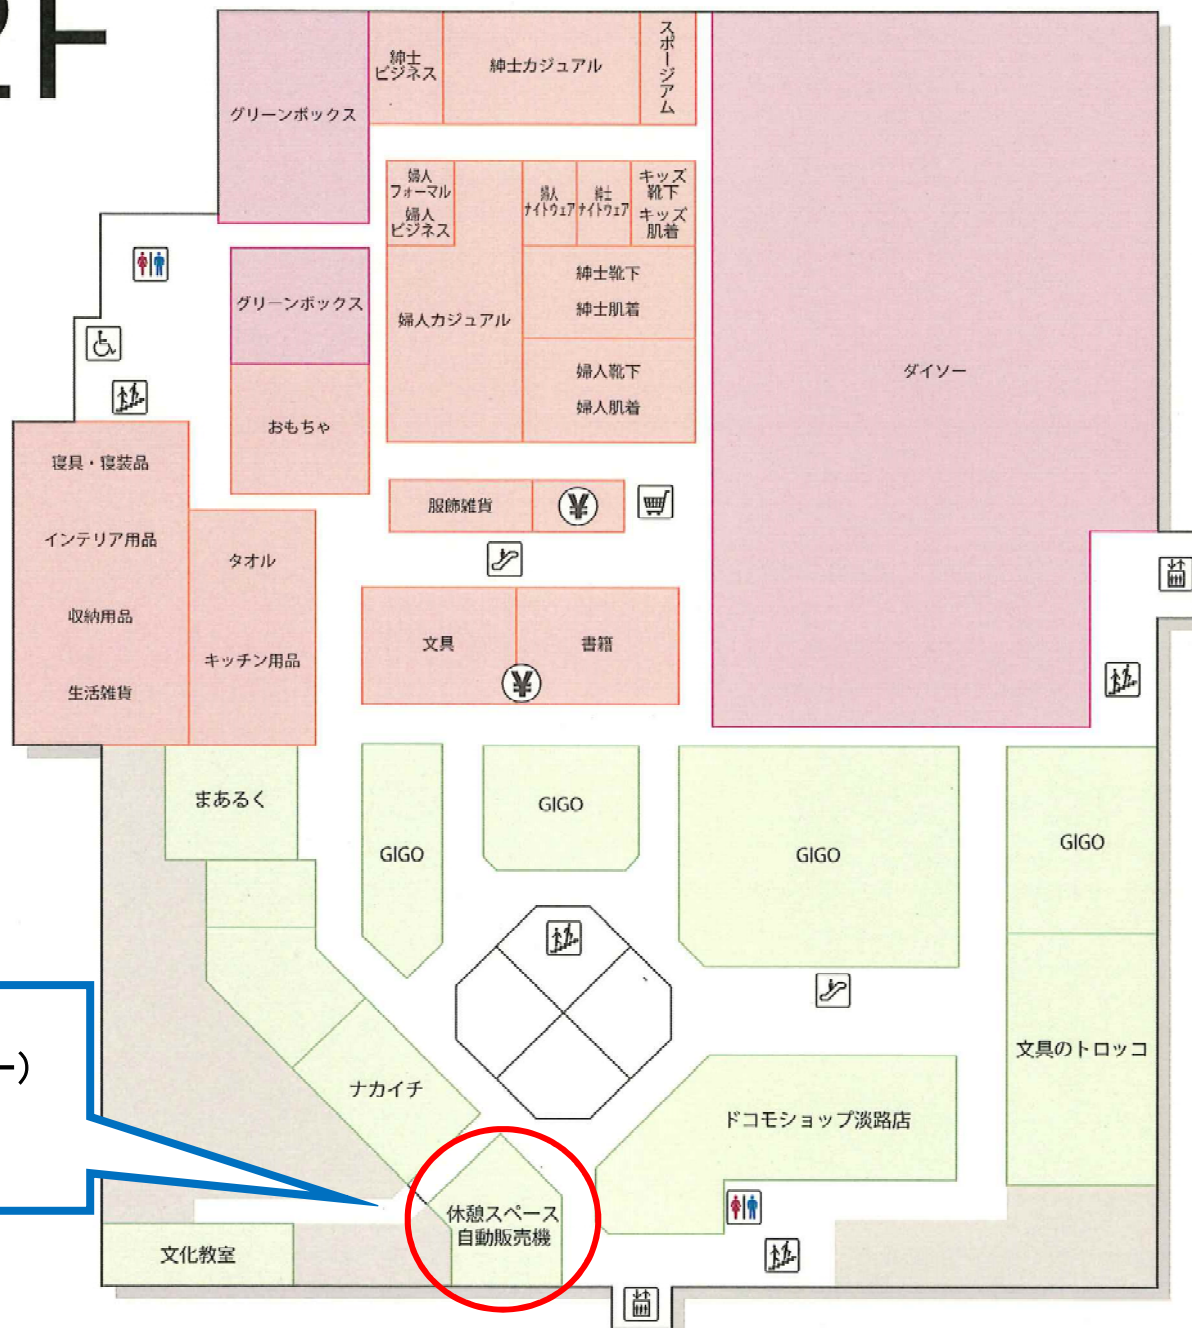 2F
グリーンボックス
紳士
ビジネス
紳士カジュアル
スポージアム
婦人
フォーマル
婦人
ビジネス
婦人
ナイトウェア
紳士
ナイトウェア
キッズ
靴下
キッズ
肌着
グリーンボックス
婦人カジュアル
紳士靴下
紳士肌着
婦人靴下
婦人肌着
ダイソー
おもちゃ
寝具・寝装品
インテリア用品
収納用品
生活雑貨
タオル
キッチン用品
服飾雑貨
¥
文具
書籍
¥
まあるく
GIGO
GIGO
GIGO
GIGO
文具のトロッコ
ー）
ナカイチ
ドコモショップ淡路店
休憩スペース
自動販売機
文化教室